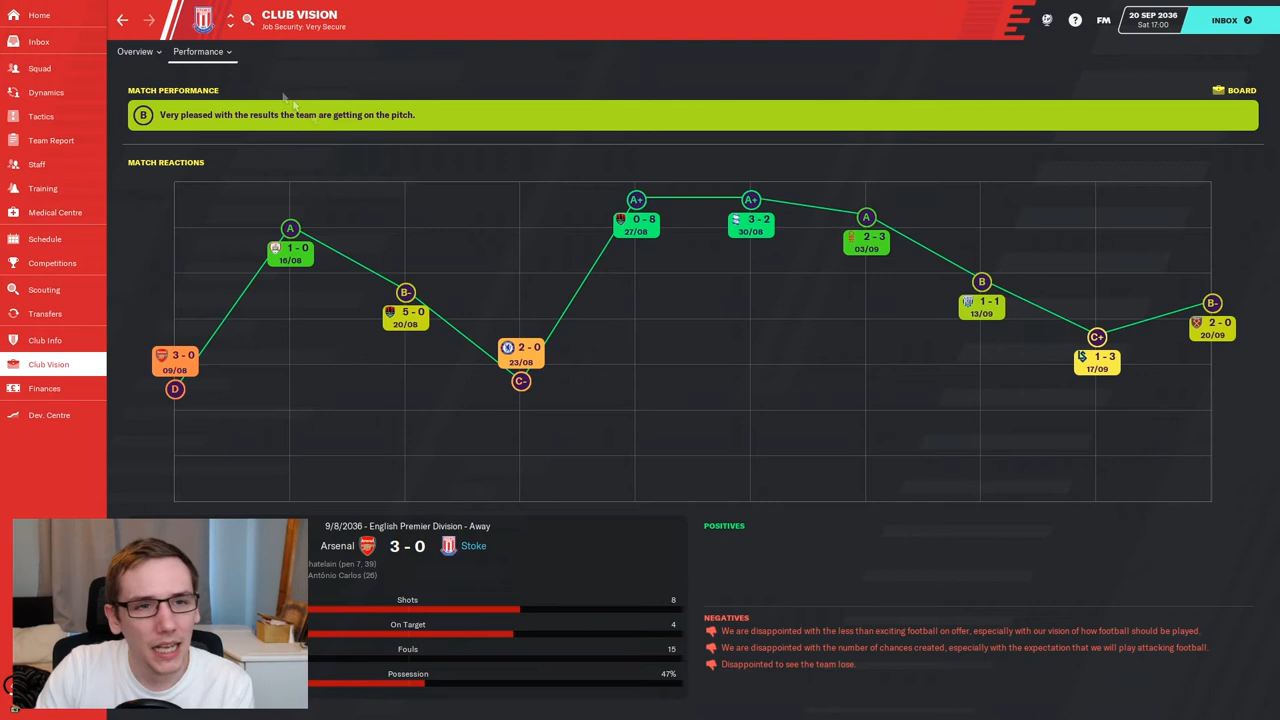 Home
CLUB VISION
Job Security: Very Secure
FM
20 SEP 2036
Sat 17:00
INBOX
Inbox
Overview
Performance
Squad
Dynamics
Tactics
Team Report
Staff
Training
Medical Centre
Schedule
Competitions
Scouting
Transfers
Club Info
Club Vision
Finances
Dev. Centre
MATCH PERFORMANCE
BOARD
B Very pleased with the results the team are getting on the pitch.
MATCH REACTIONS
D
3 - 0
09/08
A
1 - 0
16/08
B-
5 - 0
20/08
2 - 0
23/08
C-
A+
0 - 8
27/08
A+
3 - 2
30/08
A
2 - 3
03/09
B
1 - 1
13/09
C+
1 - 3
17/09
B-
2 - 0
20/09
9/8/2036 - English Premier Division - Away
Arsenal 3 - 0 Stoke
hatelain (pen 7, 39)
António Carlos (26)
Shots 8
On Target 4
Fouls 15
Possession 47%
POSITIVES
NEGATIVES
We are disappointed with the less than exciting football on offer, especially with our vision of how football should be played.
We are disappointed with the number of chances created, especially with the expectation that we will play attacking football.
Disappointed to see the team lose.